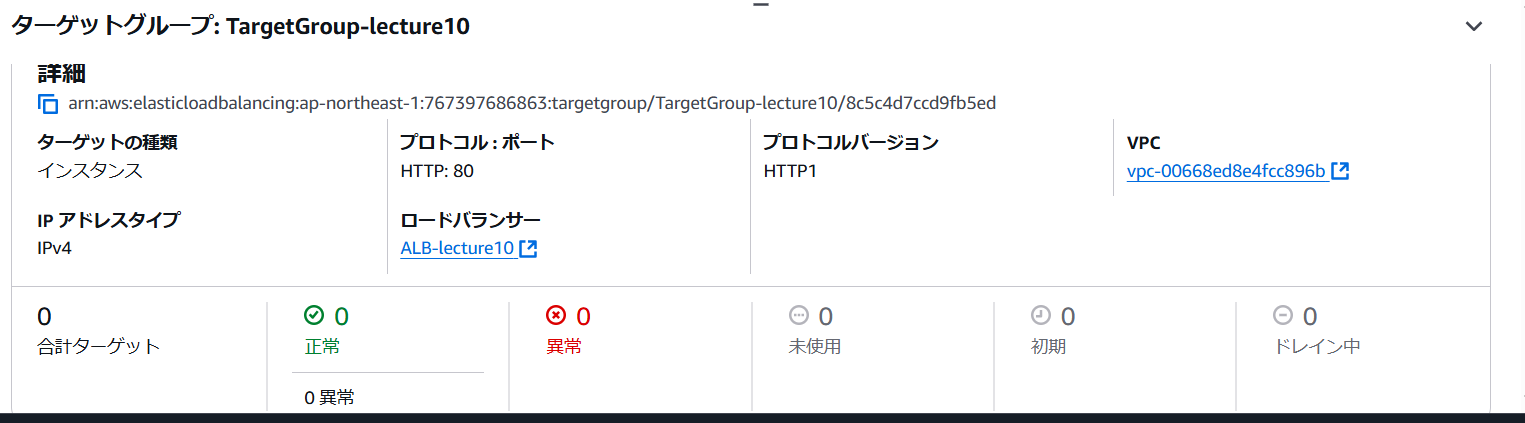 ターゲットグループ: TargetGroup-lecture10
詳細
arn:aws:elasticloadbalancing:ap-northeast-1:767397686863:targetgroup/TargetGroup-lecture10/8c5c4d7ccd9fb5ed
ターゲットの種類
インスタンス
プロトコル : ポート
HTTP: 80
プロトコルバージョン
HTTP1
VPC
vpc-00668ed8e4fcc896b
IP アドレスタイプ
IPv4
ロードバランサー
ALB-lecture10
0
合計ターゲット
0
正常
0 異常
0
異常
0
未使用
0
初期
0
ドレイン中